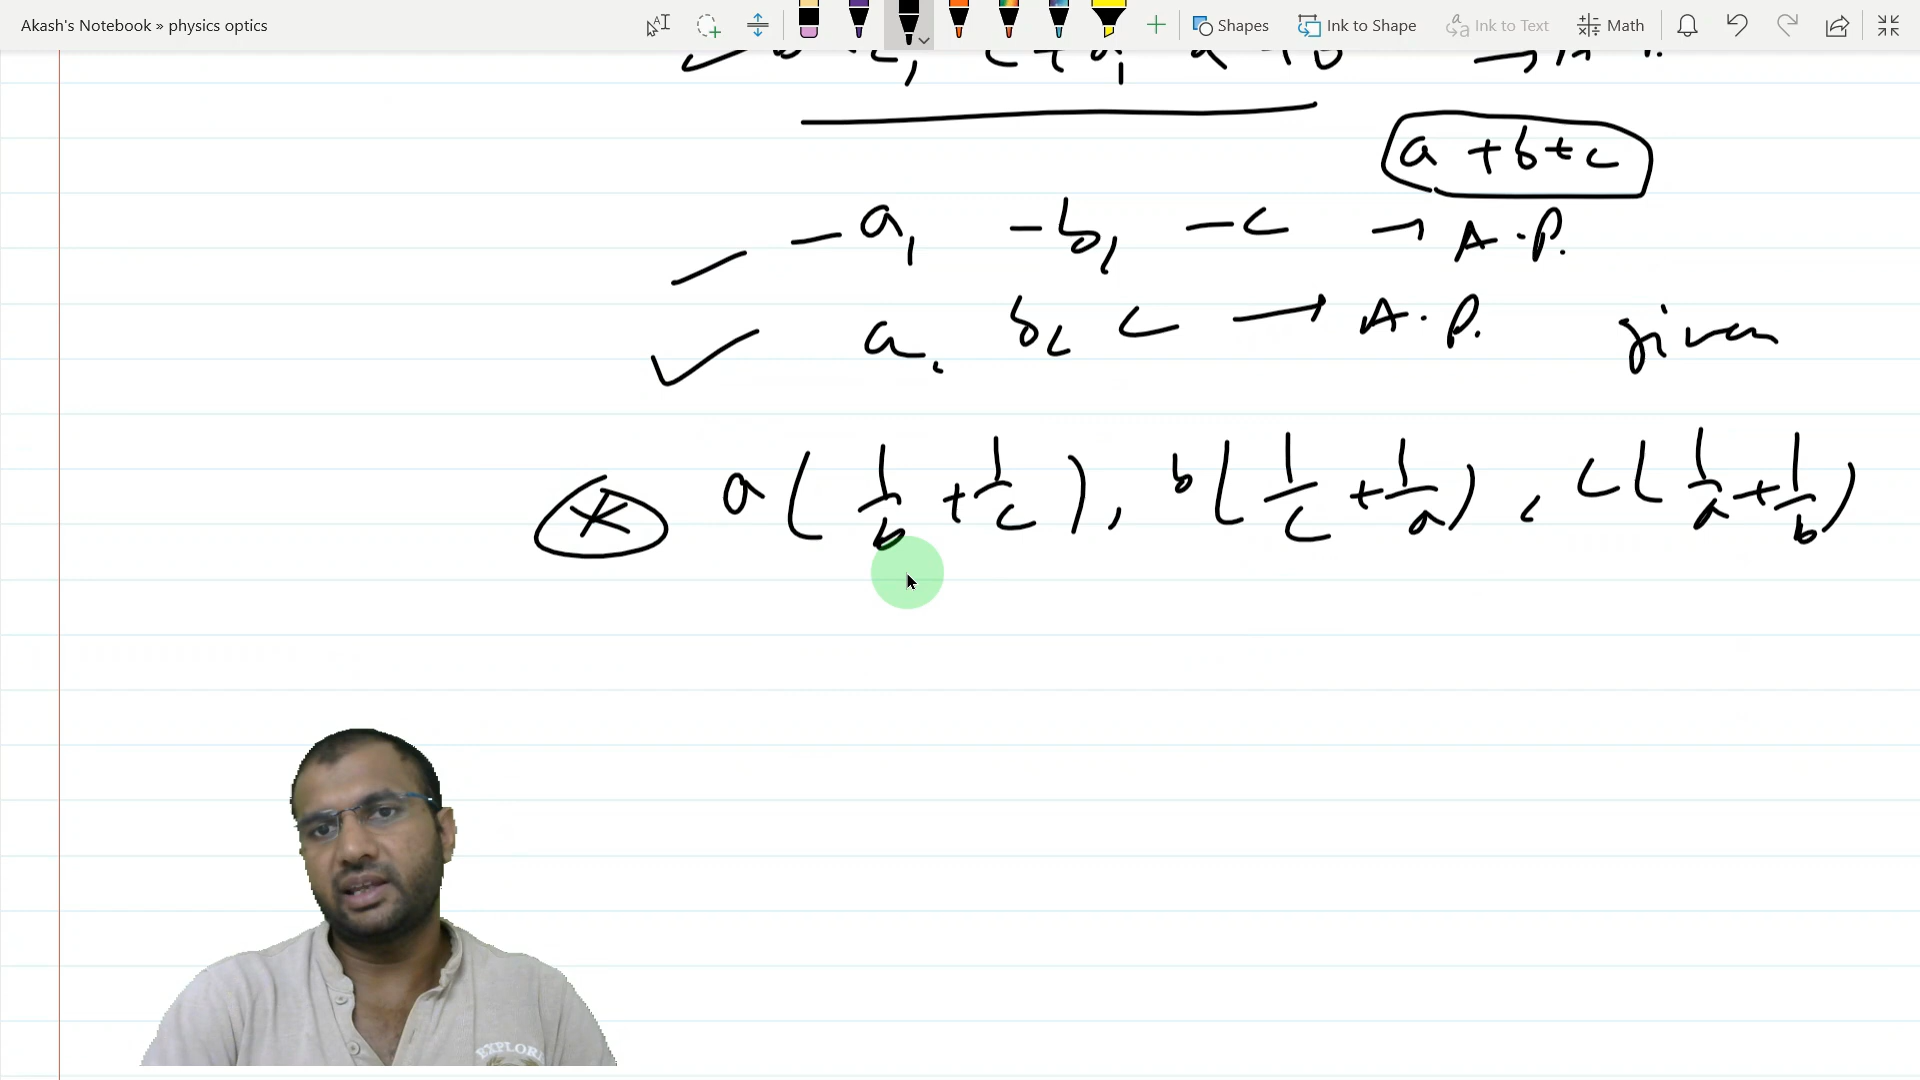 Akash's Notebook » physics optics
Shapes Ink to Shape Ink to Text Math
b + c, c + a, a + b → A.P.
a + b + c
- a, - b, - c → A.P.
a, b, c → A.P. given
a ( 1/b + 1/c ), b ( 1/c + 1/a ), c ( 1/a + 1/b )
EXPLOR